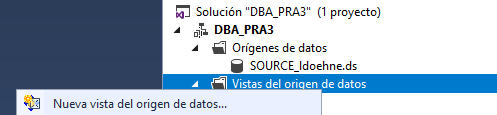 Solución "DBA_PRA3" (1 proyecto)
DBA_PRA3
Orígenes de datos
SOURCE_ldoehne.ds
Vistas del origen de datos
Nueva vista del origen de datos...